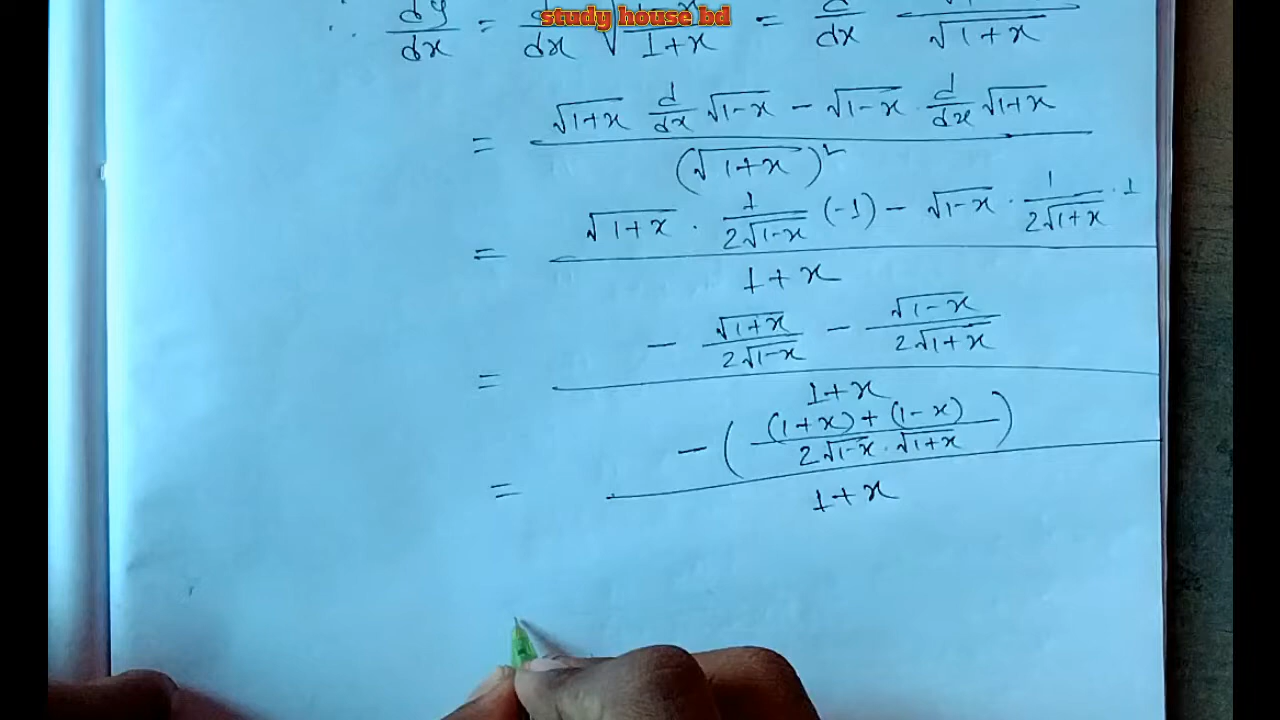 study house bd
∴ dy/dx = d/dx √(1-x/1+x) = d/dx √1/√1+x
= √1+x d/dx √1-x - √1-x · d/dx √1+x / (√1+x)²
= √1+x · 1/2√1-x (-1) - √1-x · 1/2√1+x · 1 / 1+x
= - √1+x/2√1-x - √1-x/2√1+x / 1+x
= -((1+x)+(1-x)/2√1-x·√1+x) / 1+x